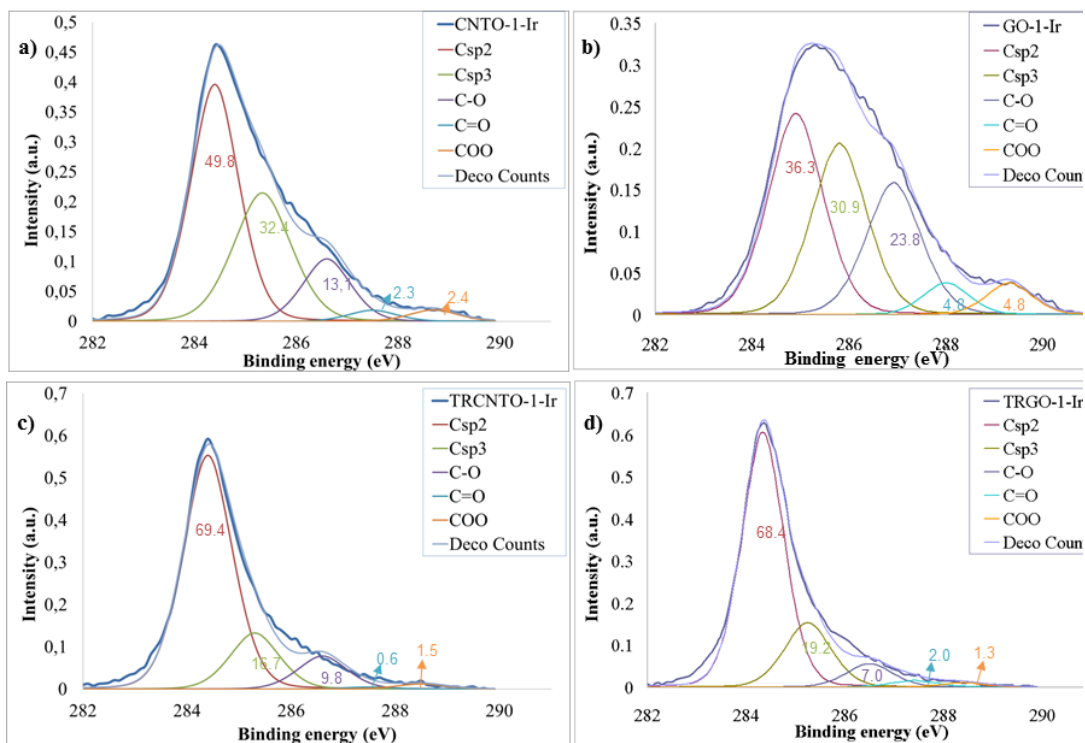 a)
0,5
0,45
0,4
0,35
0,3
0,25
0,2
0,15
0,1
0,05
0
Intensity (a.u.)
282 284 286 288 290
Binding energy (eV)
CNTO-1-Ir
Csp2
Csp3
C-O
C=O
COO
Deco Counts
49.8
32.4
13,1
2.3
2.4
b)
0.35
0.3
0.25
0.2
0.15
0.1
0.05
0
Intensity (a.u.)
282 284 286 288 290
Binding energy (eV)
GO-1-Ir
Csp2
Csp3
C-O
C=O
COO
Deco Counts
36.3
30.9
23.8
4.8
4.8
c)
0,7
0,6
0,5
0,4
0,3
0,2
0,1
0
Intensity (a.u.)
282 284 286 288 290
Binding energy (eV)
TRCNTO-1-Ir
Csp2
Csp3
C-O
C=O
COO
Deco Counts
69.4
16.7
9.8
0.6
1.5
d)
0.7
0.6
0.5
0.4
0.3
0.2
0.1
0
Intensity (a.u.)
282 284 286 288 290
Binding energy (eV)
TRGO-1-Ir
Csp2
Csp3
C-O
C=O
COO
Deco Counts
68.4
19.2
7.0
2.0
1.3